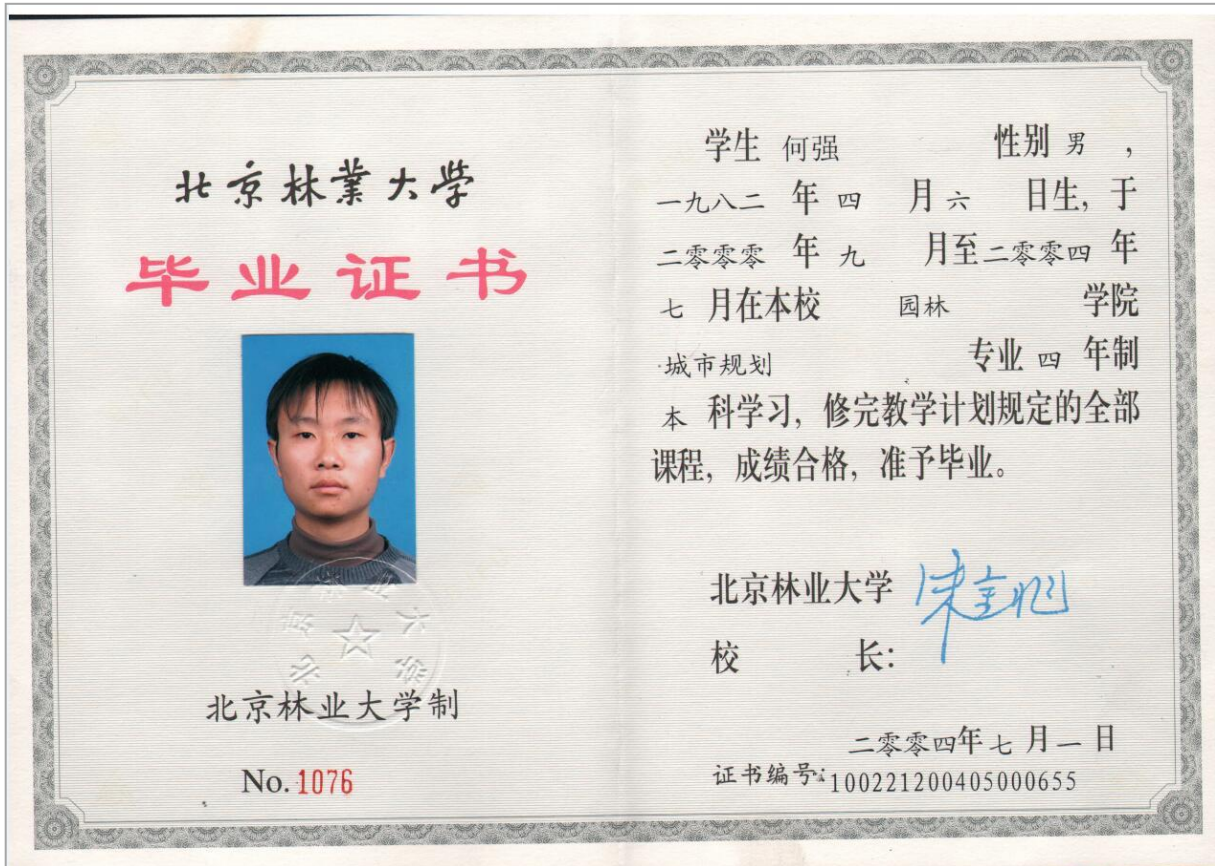 北京林業大学
毕业证书
北京林业大学
北京林业大学制
No.1076
学生 何强 性别 男 ,
一九八二 年 四 月 六 日生, 于
二零零零 年 九 月至 二零零四 年
七 月在本校 园林 学院
城市规划 专业 四 年制
本 科学习, 修完教学计划规定的全部
课程, 成绩合格, 准予毕业。
北京林业大学
校 长:
二零零四年七月一日
证书编号:100221200405000655